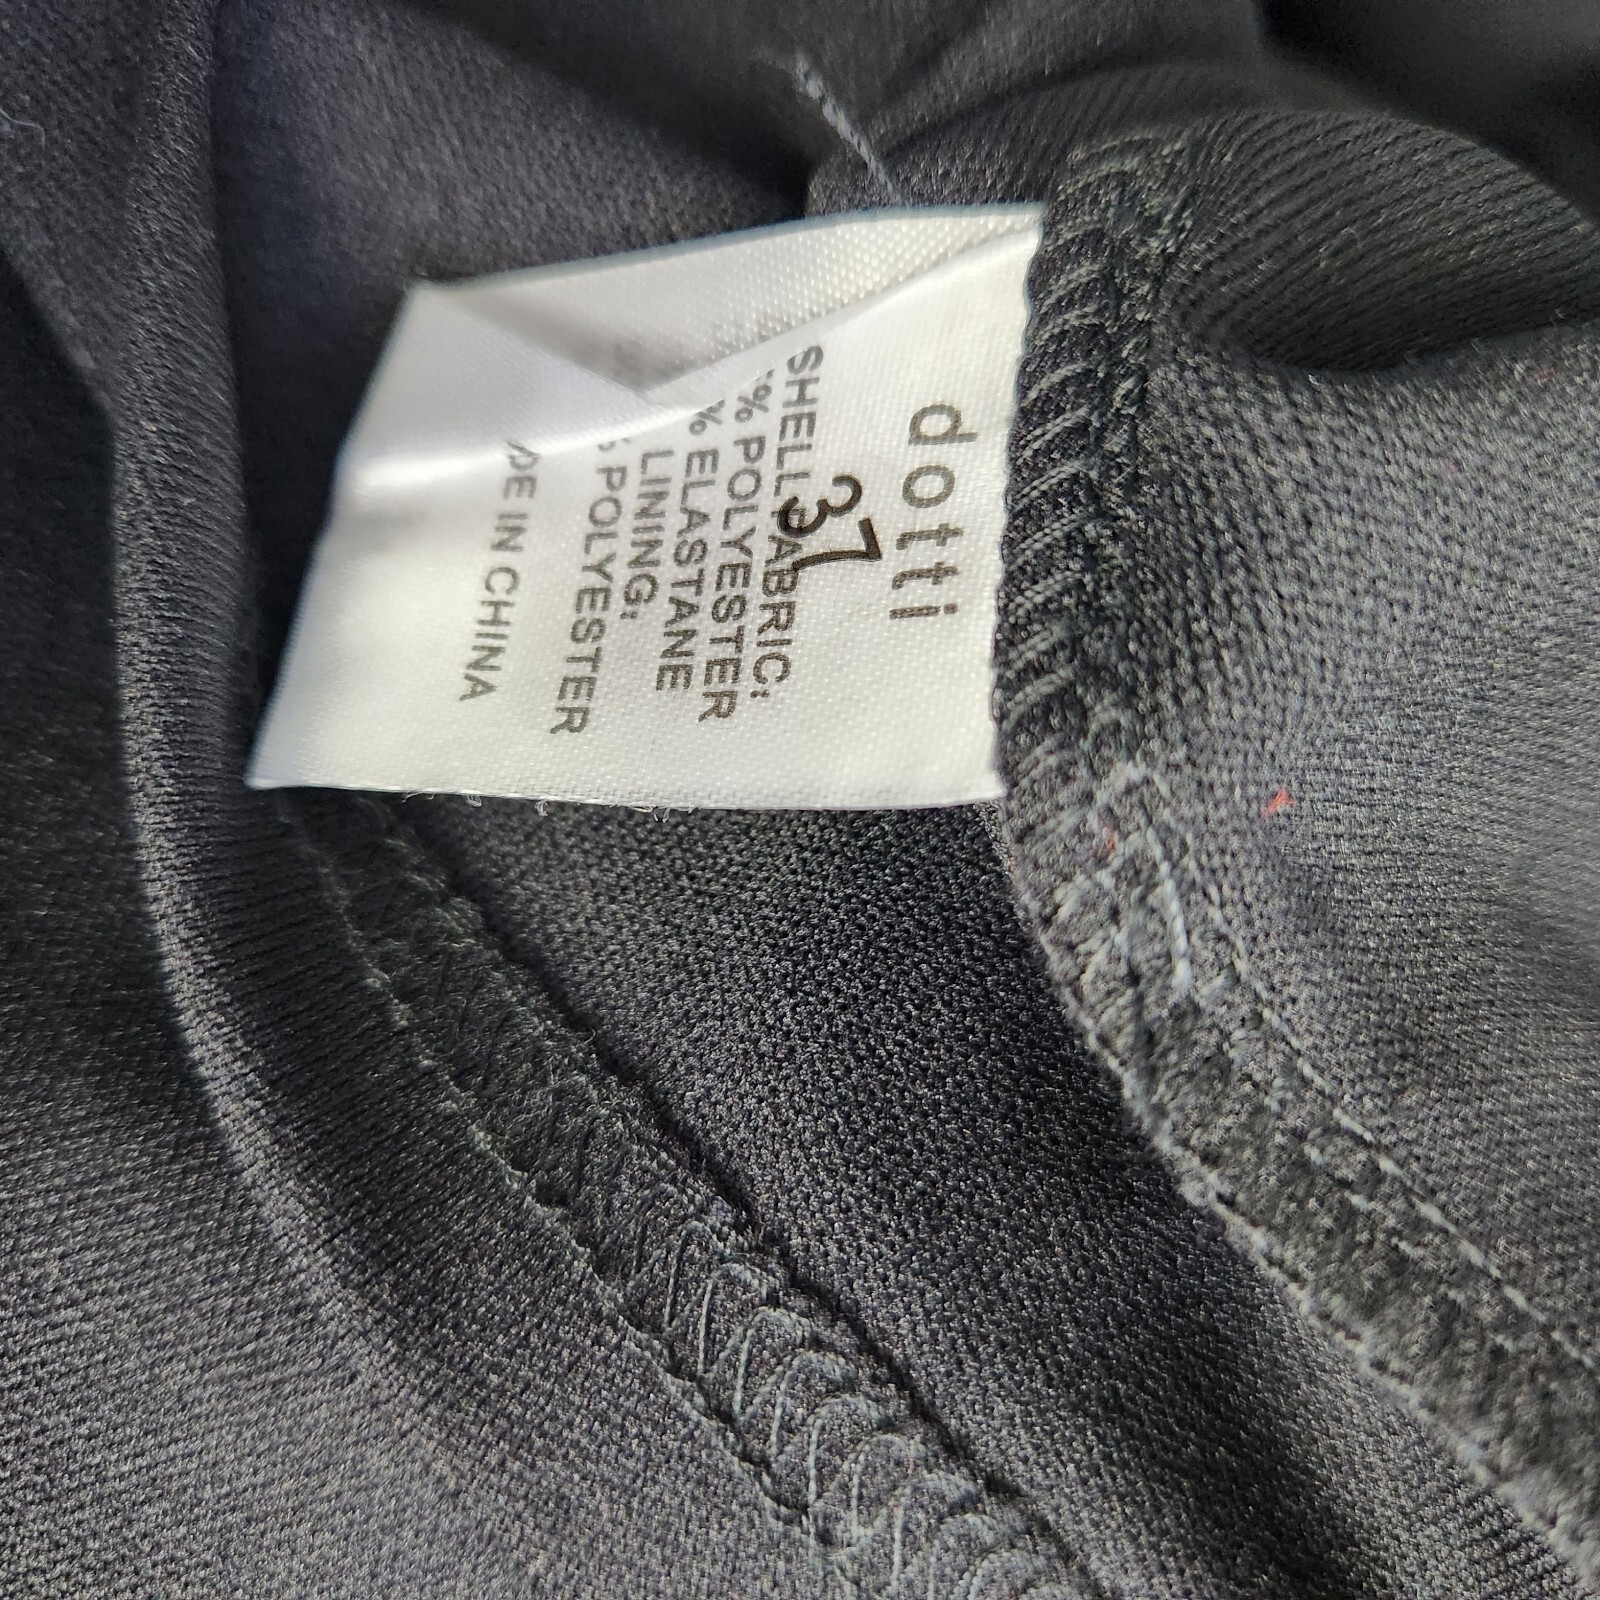 dotti
37
SHELL FABRIC:
% POLYESTER
% ELASTANE
LINING:
% POLYESTER
DE IN CHINA